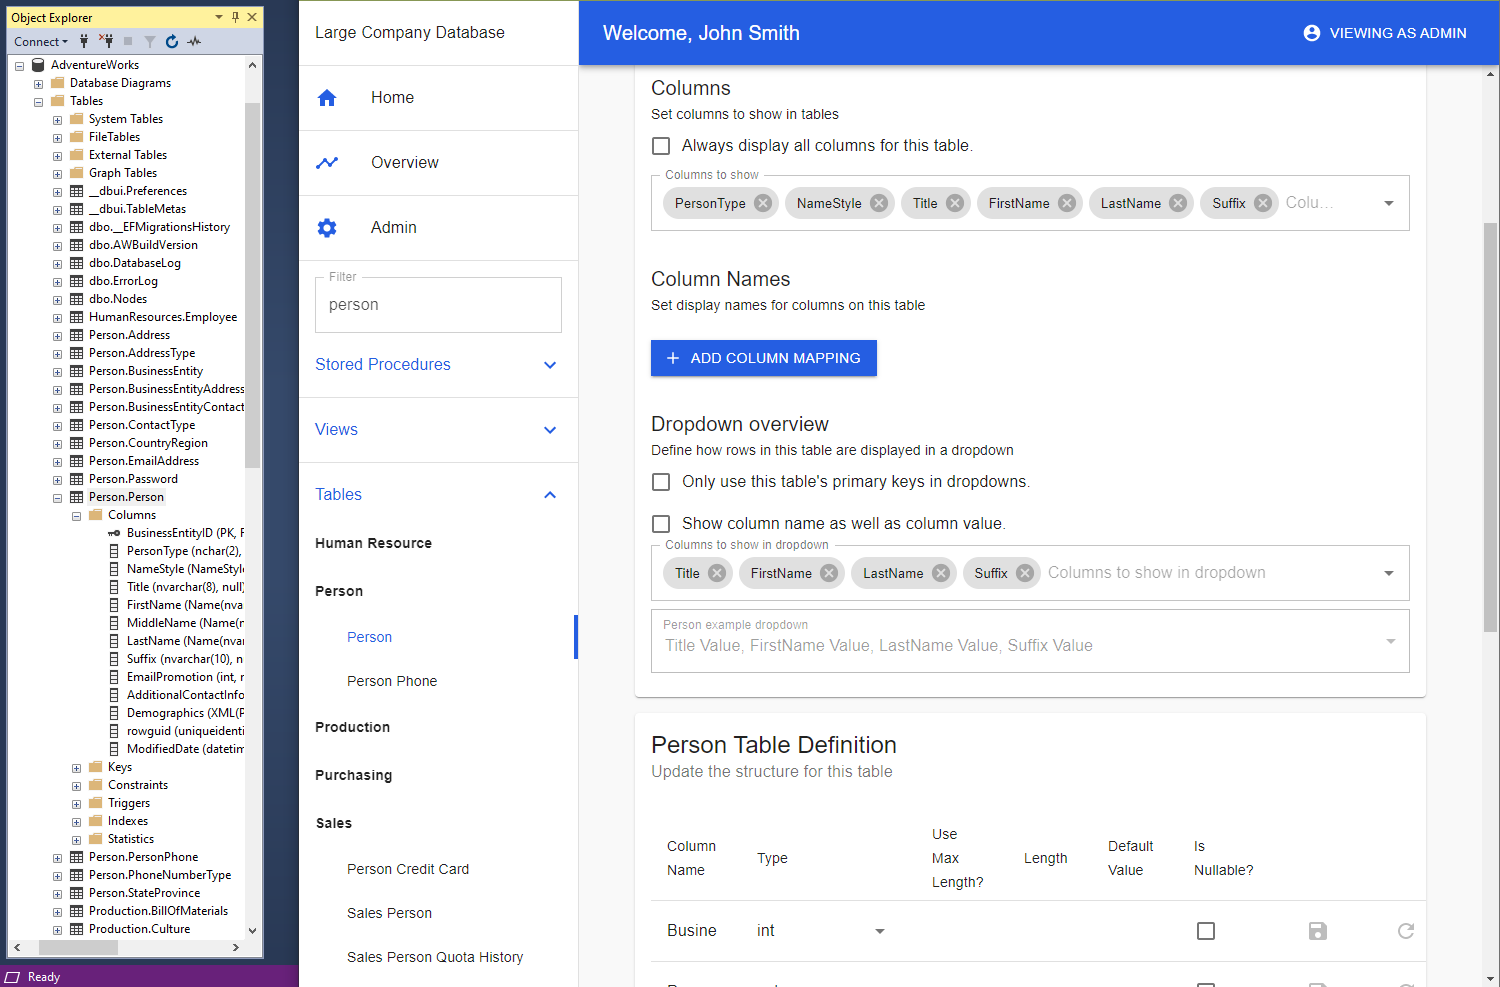 Object Explorer
Connect
AdventureWorks
Database Diagrams
Tables
System Tables
FileTables
External Tables
Graph Tables
__dbui.Preferences
__dbui.TableMetas
dbo.__EFMigrationsHistory
dbo.AWBuildVersion
dbo.DatabaseLog
dbo.ErrorLog
dbo.Nodes
HumanResources.Employee
Person.Address
Person.AddressType
Person.BusinessEntity
Person.BusinessEntityAddress
Person.BusinessEntityContact
Person.ContactType
Person.CountryRegion
Person.EmailAddress
Person.Password
Person.Person
Columns
BusinessEntityID (PK, F
PersonType (nchar(2),
NameStyle (NameStyle
Title (nvarchar(8), null)
FirstName (Name(nva
MiddleName (Name(n
LastName (Name(nvar
Suffix (nvarchar(10), n
EmailPromotion (int, n
AdditionalContactInfo
Demographics (XML(P
rowguid (uniqueidenti
ModifiedDate (datetim
Keys
Constraints
Triggers
Indexes
Statistics
Person.PersonPhone
Person.PhoneNumberType
Person.StateProvince
Production.BillOfMaterials
Production.Culture
Ready
Large Company Database
Home
Overview
Admin
Filter
person
Stored Procedures
Views
Tables
Human Resource
Person
Person
Person Phone
Production
Purchasing
Sales
Person Credit Card
Sales Person
Sales Person Quota History
Welcome, John Smith
VIEWING AS ADMIN
Columns
Set columns to show in tables
Always display all columns for this table.
Columns to show
PersonType NameStyle Title FirstName LastName Suffix Colu...
Column Names
Set display names for columns on this table
+ ADD COLUMN MAPPING
Dropdown overview
Define how rows in this table are displayed in a dropdown
Only use this table's primary keys in dropdowns.
Show column name as well as column value.
Columns to show in dropdown
Title FirstName LastName Suffix Columns to show in dropdown
Person example dropdown
Title Value, FirstName Value, LastName Value, Suffix Value
Person Table Definition
Update the structure for this table
Column Name Type Use Max Length? Length Default Value Is Nullable?
Busine int